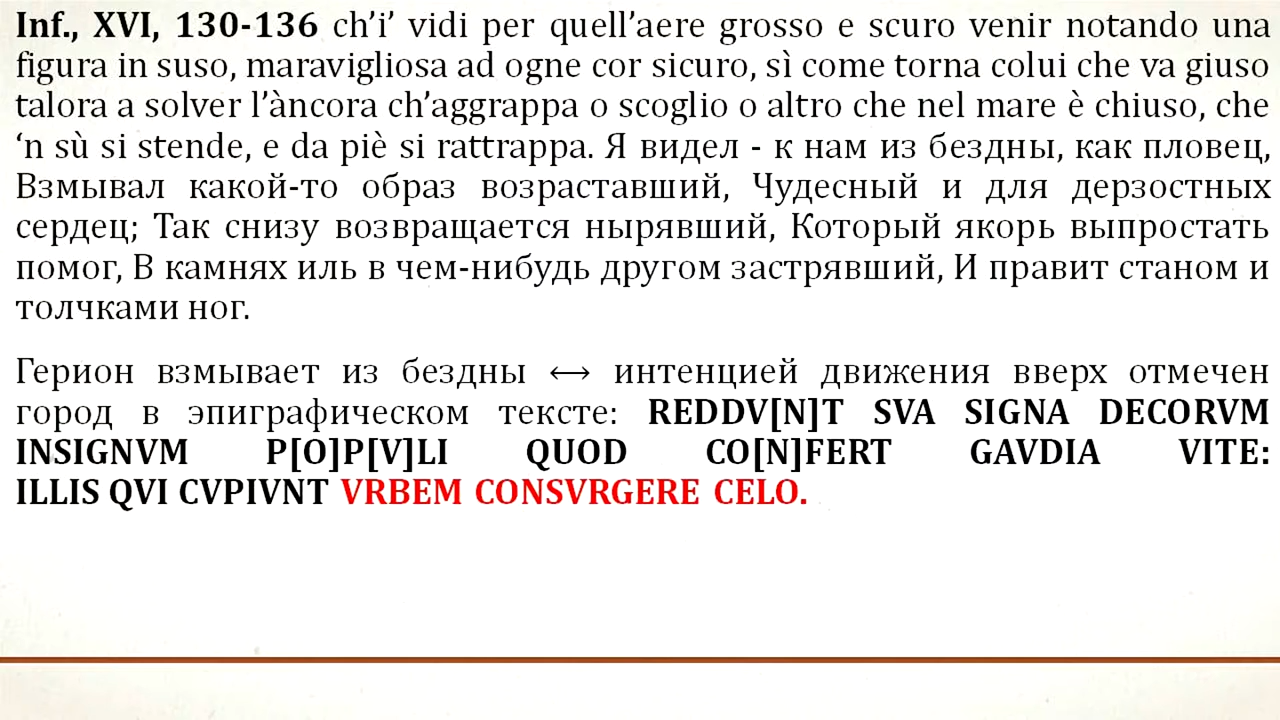 Inf., XVI, 130-136 ch’i’ vidi per quell’aere grosso e scuro venir notando una
figura in suso, maravigliosa ad ogne cor sicuro, sì come torna colui che va giuso
talora a solver l’àncora ch’aggrappa o scoglio o altro che nel mare è chiuso, che
‘n sù si stende, e da piè si rattrappa. Я видел - к нам из бездны, как пловец,
Взмывал какой-то образ возраставший, Чудесный и для дерзостных
сердец; Так снизу возвращается нырявший, Который якорь выпростать
помог, В камнях иль в чем-нибудь другом застрявший, И правит станом и
толчками ног.
Герион взмывает из бездны ↔ интенцией движения вверх отмечен
город в эпиграфическом тексте: REDDV[N]T SVA SIGNA DECORVM
INSIGNVM P[O]P[V]LI QUOD CO[N]FERT GAVDIA VITE:
ILLIS QVI CVPIVNT VRBEM CONSVRGERE CELO.